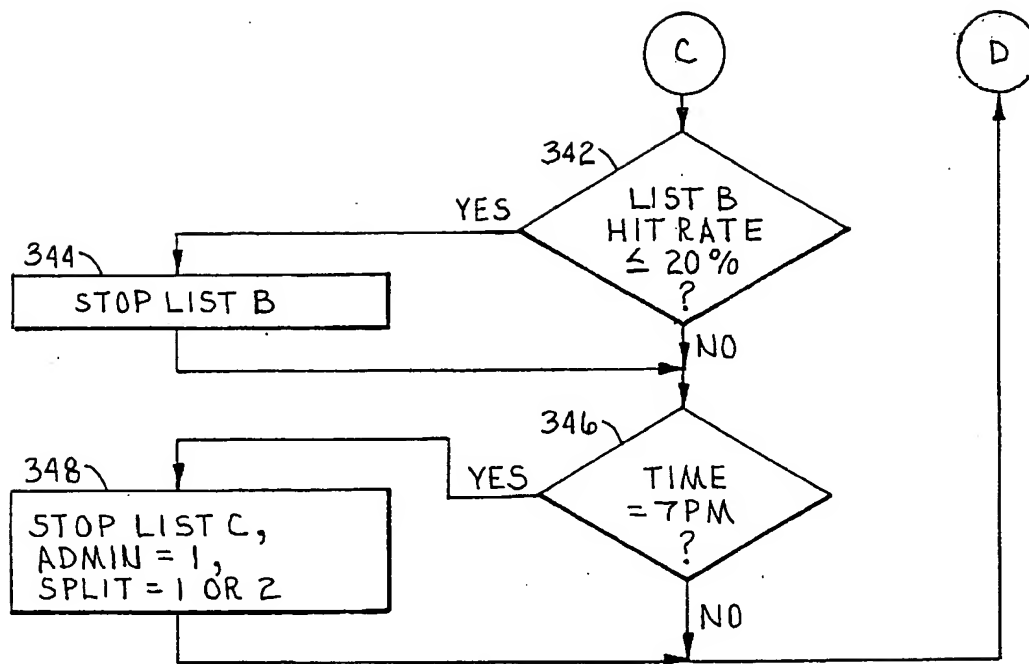 C
D
342
LIST B
HIT RATE
≤ 20%
?
YES
344
STOP LIST B
NO
346
TIME
= 7PM
?
YES
348
STOP LIST C,
ADMIN = 1,
SPLIT = 1 OR 2
NO